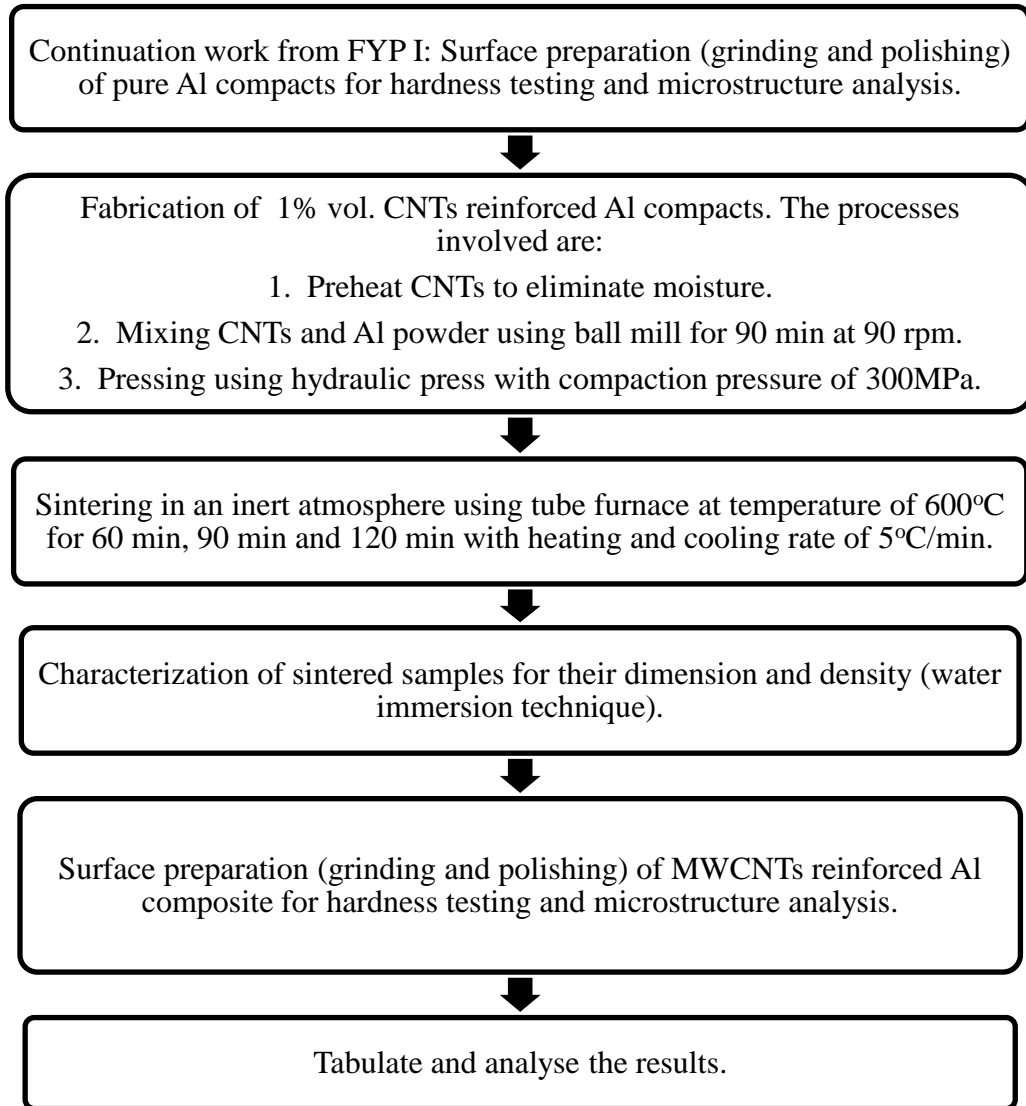 Continuation work from FYP I: Surface preparation (grinding and polishing)
of pure Al compacts for hardness testing and microstructure analysis.
Fabrication of  1% vol. CNTs reinforced Al compacts. The processes
involved are:
1.  Preheat CNTs to eliminate moisture.
2.  Mixing CNTs and Al powder using ball mill for 90 min at 90 rpm.
3.  Pressing using hydraulic press with compaction pressure of 300MPa.
Sintering in an inert atmosphere using tube furnace at temperature of 600°C
for 60 min, 90 min and 120 min with heating and cooling rate of 5°C/min.
Characterization of sintered samples for their dimension and density (water
immersion technique).
Surface preparation (grinding and polishing) of MWCNTs reinforced Al
composite for hardness testing and microstructure analysis.
Tabulate and analyse the results.